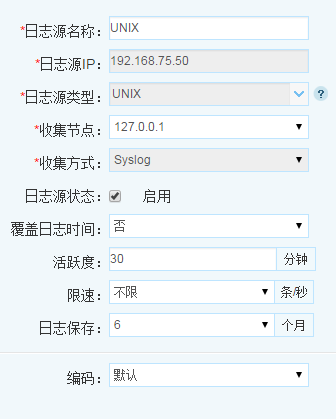 *日志源名称： UNIX
*日志源IP： 192.168.75.50
*日志源类型： UNIX ?
*收集节点： 127.0.0.1
*收集方式： Syslog
日志源状态： 启用
覆盖日志时间： 否
活跃度： 30 分钟
限速： 不限 条/秒
日志保存： 6 个月
编码： 默认